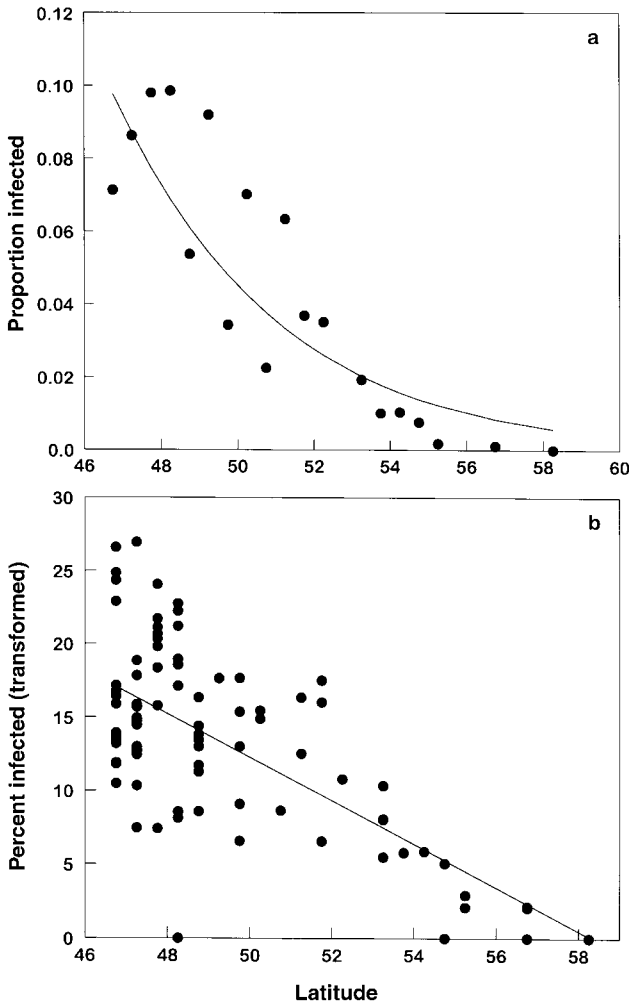 0.12
a
0.10
0.08
0.06
0.04
0.02
0.0
Proportion infected
46 48 50 52 54 56 58 60
30
b
25
20
15
10
5
0
Percent infected (transformed)
46 48 50 52 54 56 58
Latitude